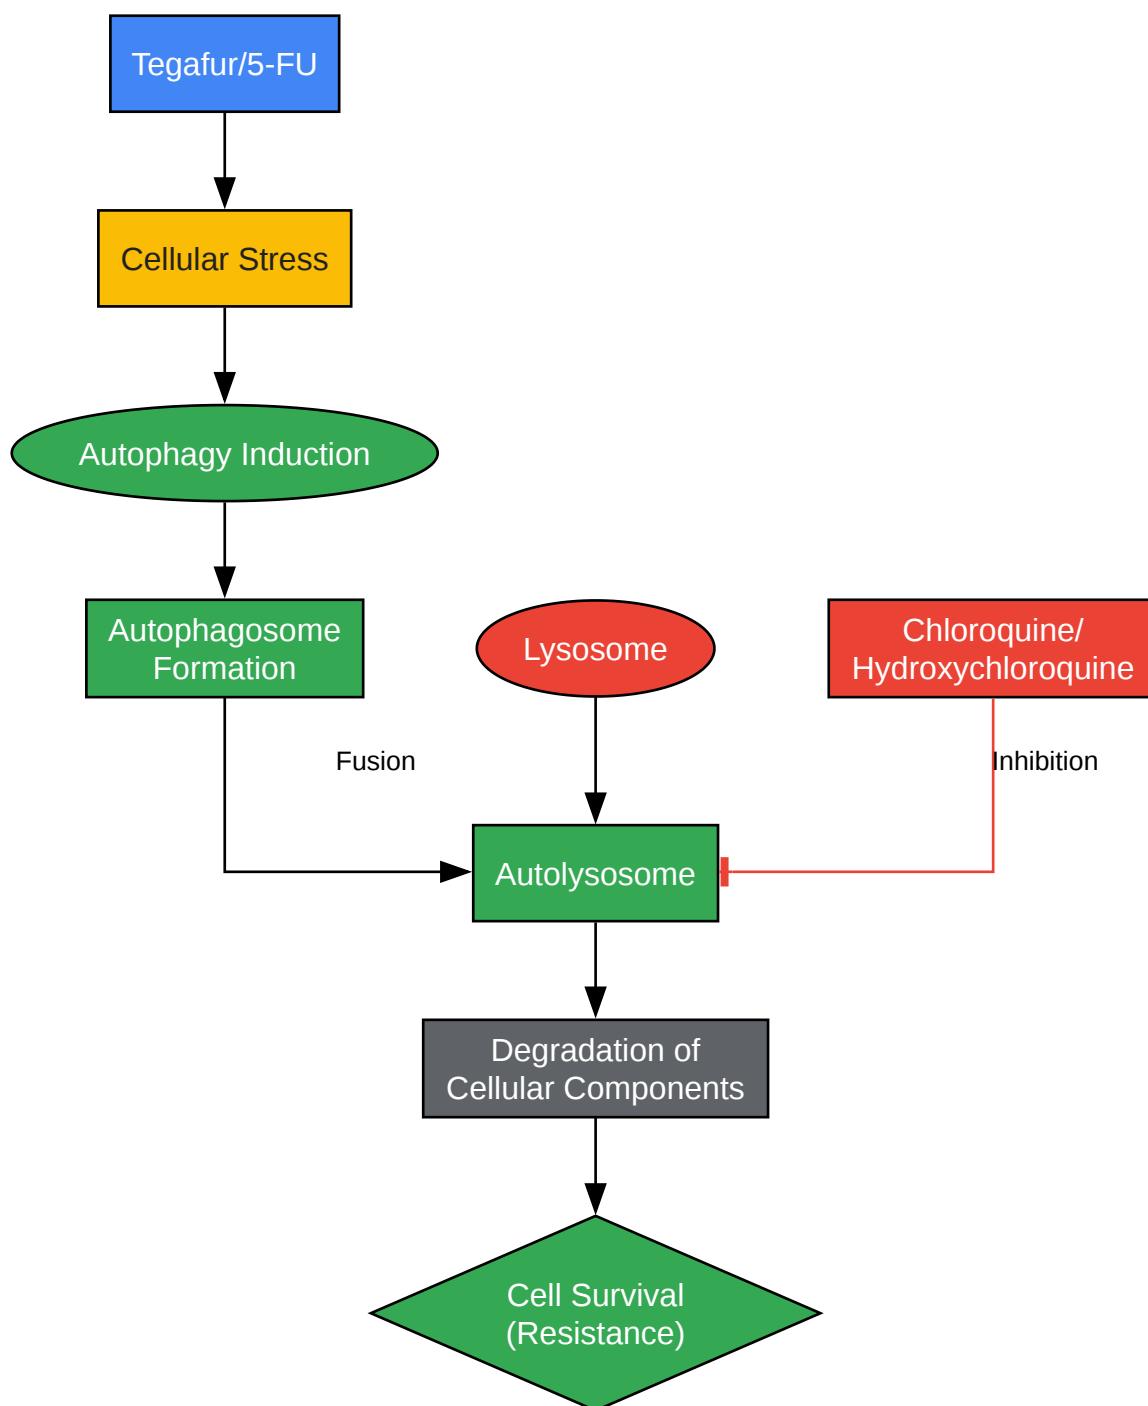 Tegafur/5-FU
Cellular Stress
Autophagy Induction
Autophagosome
Formation
Lysosome
Chloroquine/
Hydroxychloroquine
Fusion
Inhibition
Autolysosome
Degradation of
Cellular Components
Cell Survival
(Resistance)